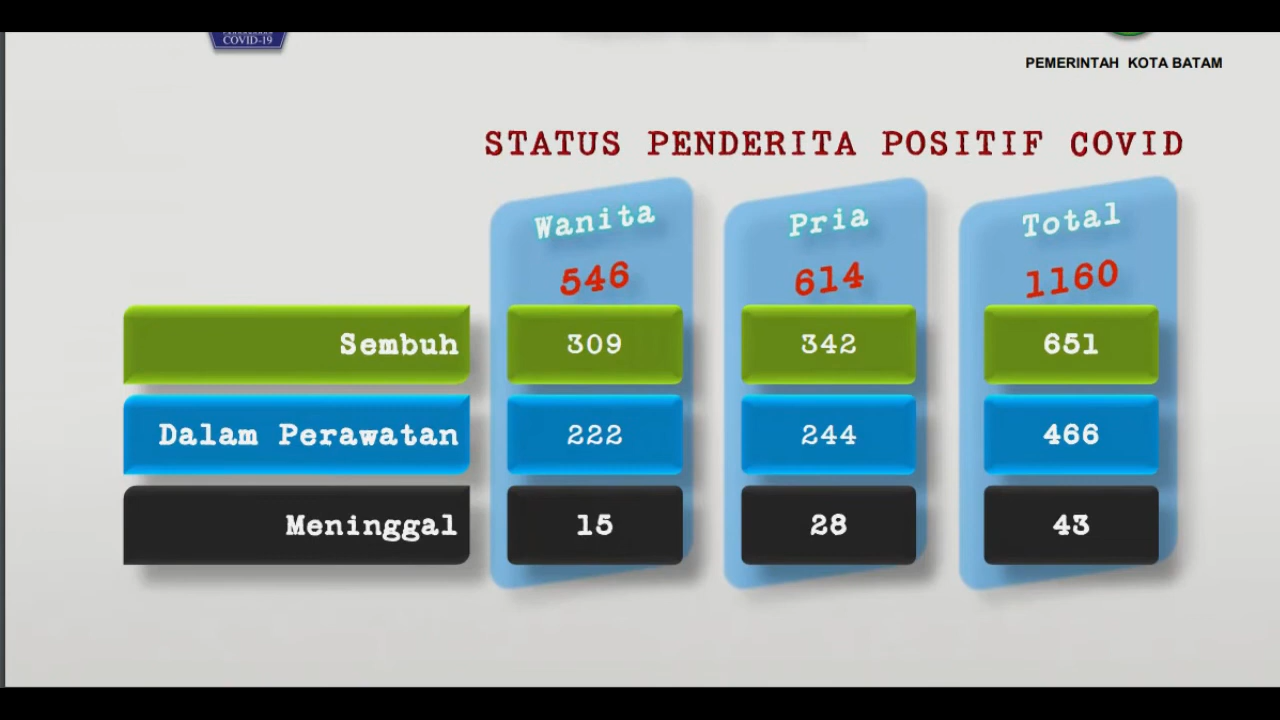 COVID-19
PEMERINTAH KOTA BATAM
STATUS PENDERITA POSITIF COVID
Wanita Pria Total
546 614 1160
Sembuh 309 342 651
Dalam Perawatan 222 244 466
Meninggal 15 28 43